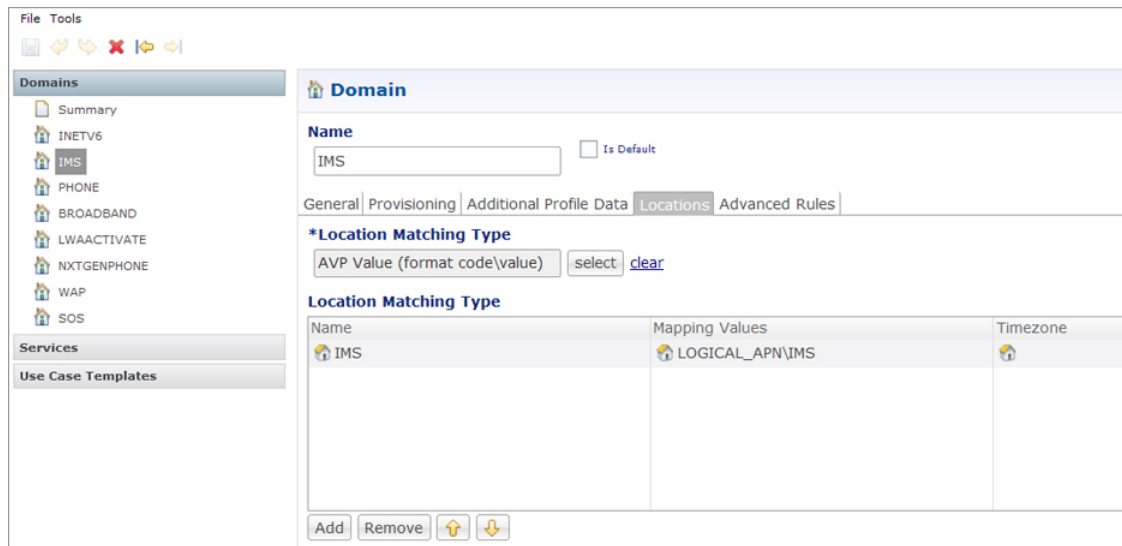 File Tools
Domains
Summary
INETV6
IMS
PHONE
BROADBAND
LWAACTIVATE
NXTGENPHONE
WAP
SOS
Services
Use Case Templates
Domain
Name
IMS
Is Default
General Provisioning Additional Profile Data Locations Advanced Rules
*Location Matching Type
AVP Value (format code\value) select clear
Location Matching Type
Name Mapping Values Timezone
IMS LOGICAL_APN\IMS
Add Remove